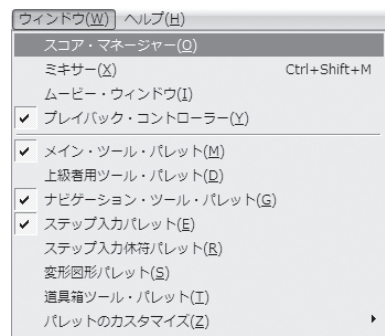 ウィンドウ(W) ヘルプ(H)
スコア・マネージャー(O)
ミキサー(X) Ctrl+Shift+M
ムービー・ウィンドウ(I)
プレイバック・コントローラー(Y)
メイン・ツール・パレット(M)
上級者用ツール・パレット(D)
ナビゲーション・ツール・パレット(G)
ステップ入力パレット(E)
ステップ入力休符パレット(R)
変形図形パレット(S)
道具箱ツール・パレット(T)
パレットのカスタマイズ(Z)